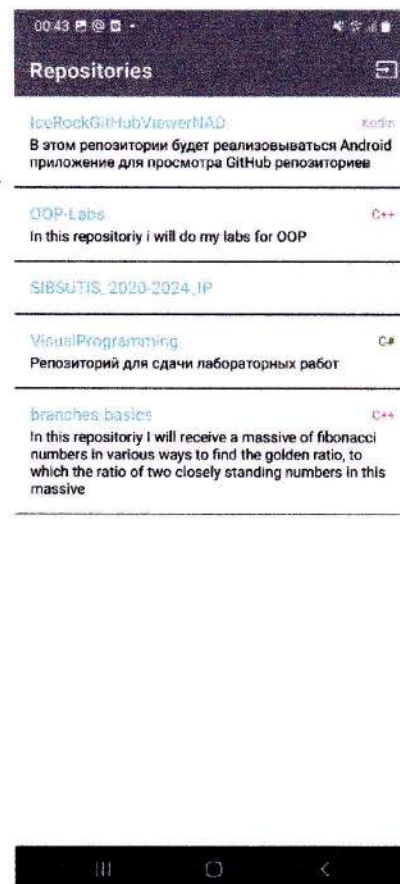 00:43
Repositories
IceRockGitHubViewerNAD Kotlin
В этом репозитории будет реализовываться Android
приложение для просмотра GitHub репозиториев
OOP-Labs C++
In this repositoriy i will do my labs for OOP
SIBSUTIS_2020-2024_IP
VisualProgramming C#
Репозиторий для сдачи лабораторных работ
branches basics C++
In this repositoriy I will receive a massive of fibonacci
numbers in various ways to find the golden ratio, to
which the ratio of two closely standing numbers in this
massive